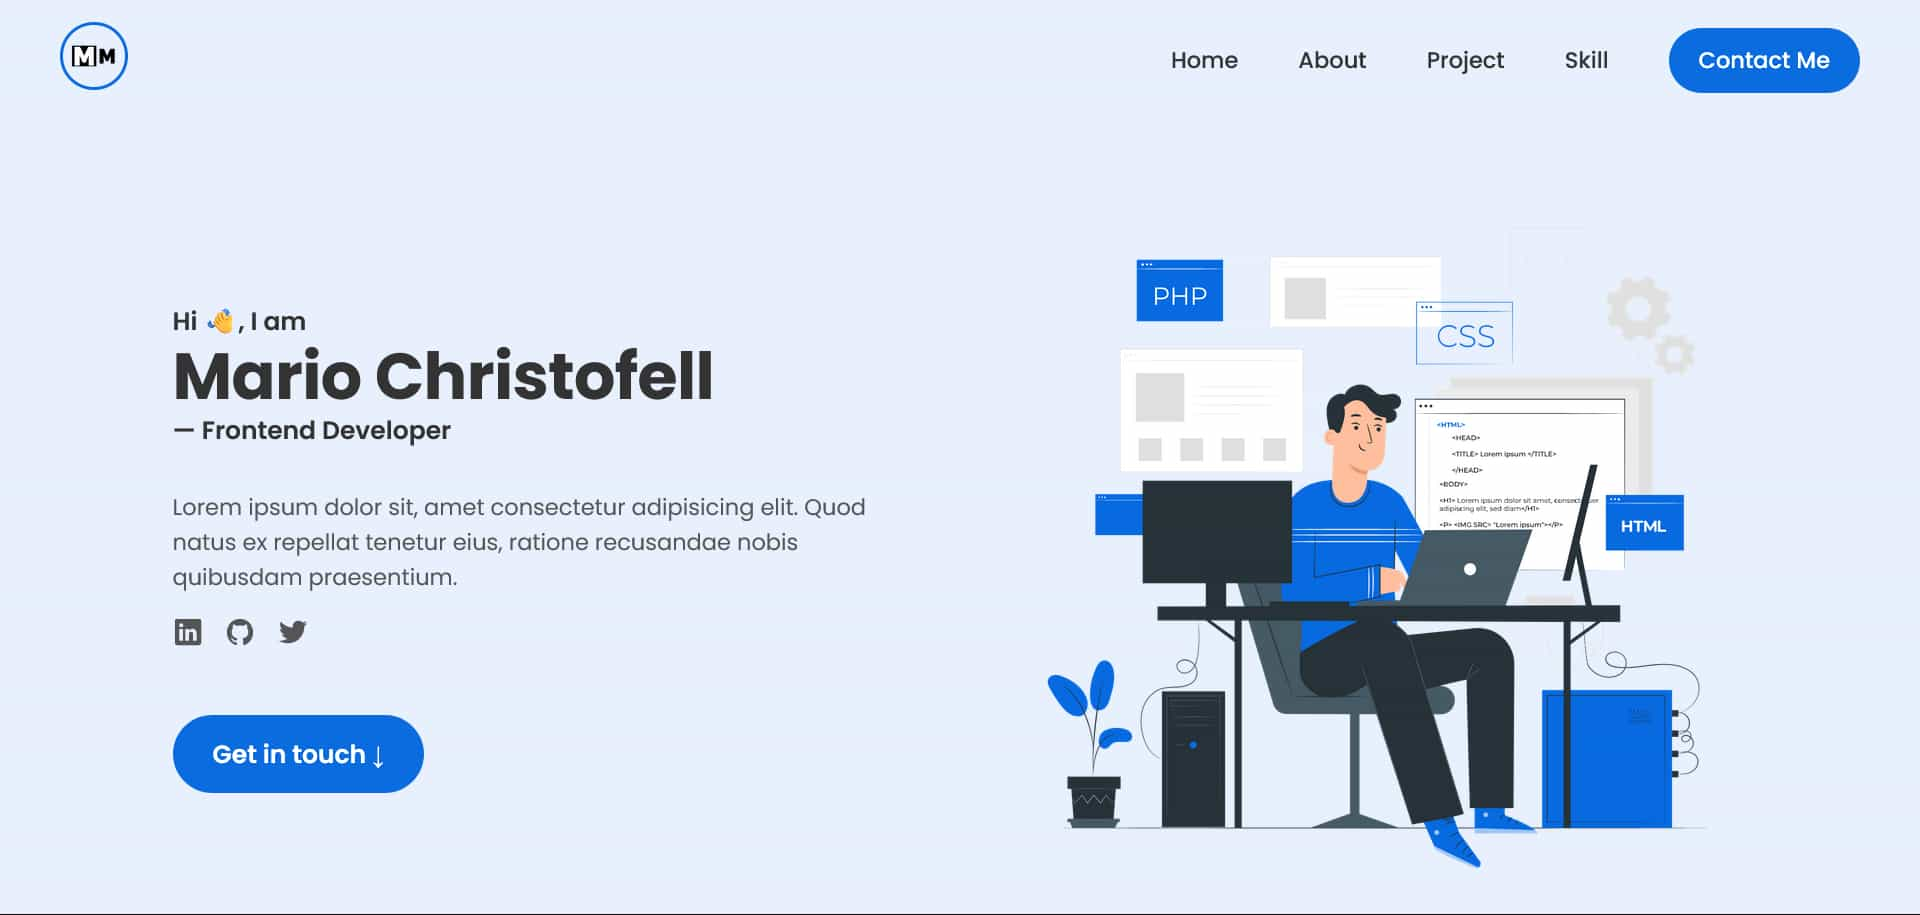 MM
Home About Project Skill Contact Me
Hi 👋, I am
Mario Christofell
— Frontend Developer
Lorem ipsum dolor sit, amet consectetur adipisicing elit. Quod
natus ex repellat tenetur eius, ratione recusandae nobis
quibusdam praesentium.
in
Get in touch ↓
PHP
CSS
<HTML>
<HEAD>
<TITLE> Lorem ipsum </TITLE>
</HEAD>
<BODY>
<H1> Lorem ipsum dolor sit amet, consectetuer
adipiscing elit, sed diam</H1>
<P> <IMG SRC= "Lorem ipsum"></P>
HTML